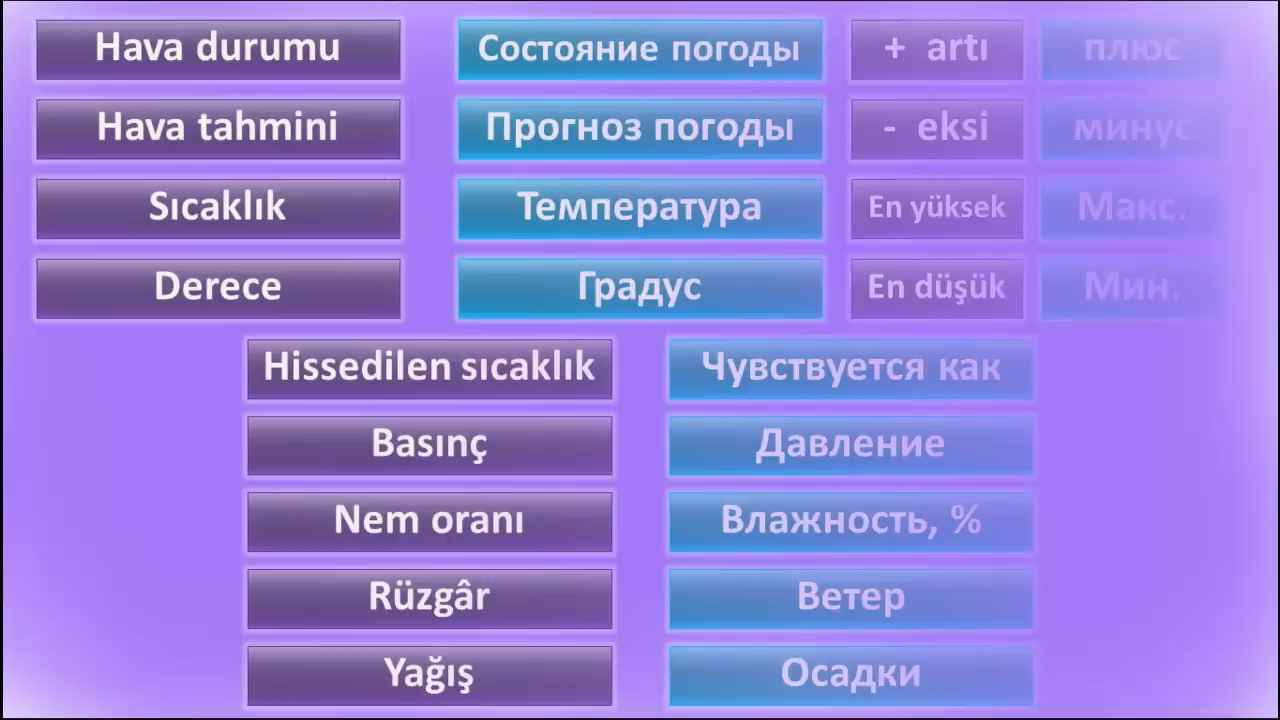 Hava durumu Состояние погоды + artı плюс
Hava tahmini Прогноз погоды - eksi минус
Sıcaklık Температура En yüksek Макс.
Derece Градус En düşük Мин.
Hissedilen sıcaklık Чувствуется как
Basınç Давление
Nem oranı Влажность, %
Rüzgâr Ветер
Yağış Осадки